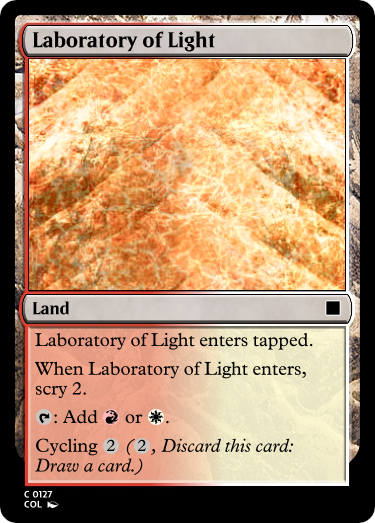 Laboratory of Light
Land
Laboratory of Light enters tapped.
When Laboratory of Light enters,
scry 2.
: Add or .
Cycling 2 (2, Discard this card:
Draw a card.)
C 0127
COL